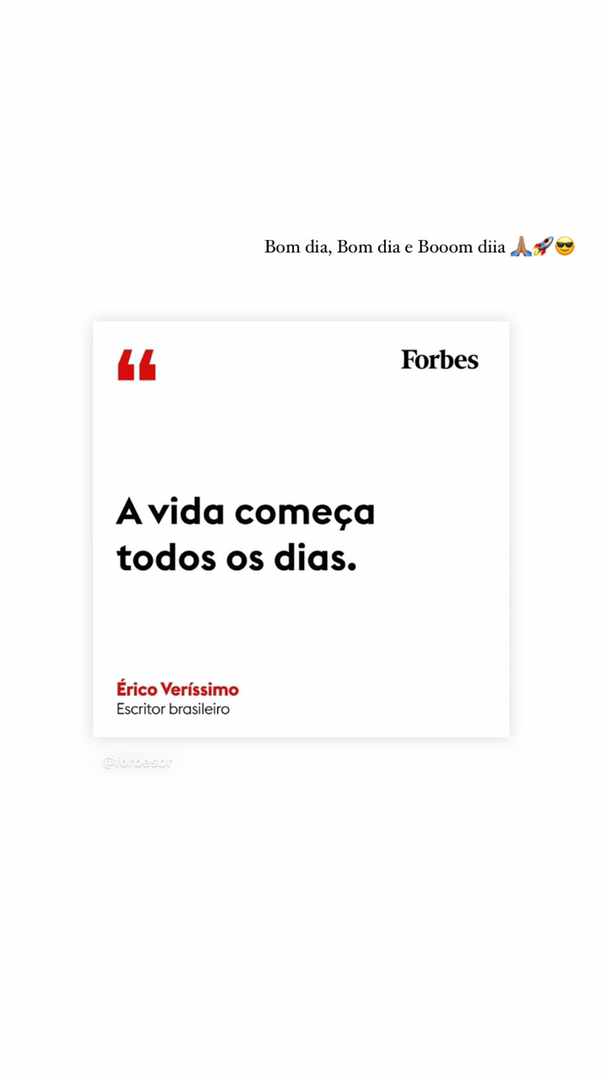 Bom dia, Bom dia e Booom diia 🙏🏽🚀😎
❝
Forbes
A vida começa
todos os dias.
Érico Veríssimo
Escritor brasileiro
@forbesbr